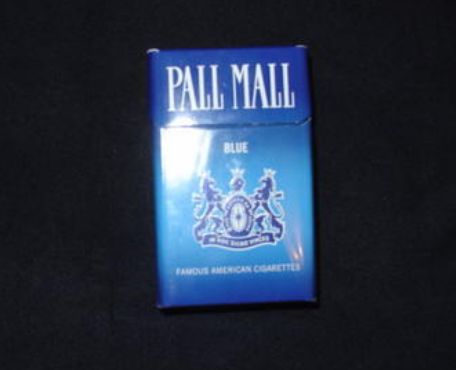 PALL MALL
BLUE
IN HOC SIGNO VINCES
FAMOUS AMERICAN CIGARETTES